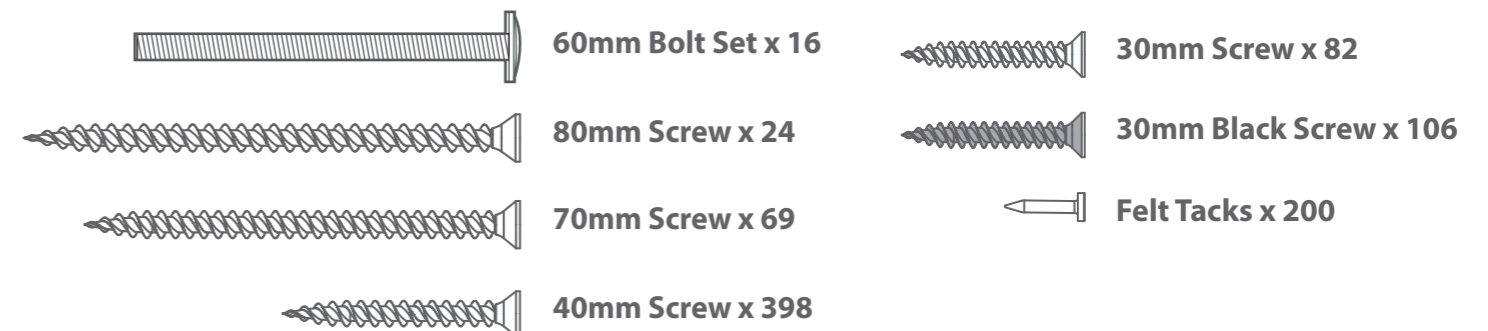 60mm Bolt Set x 16
80mm Screw x 24
70mm Screw x 69
40mm Screw x 398
30mm Screw x 82
30mm Black Screw x 106
Felt Tacks x 200